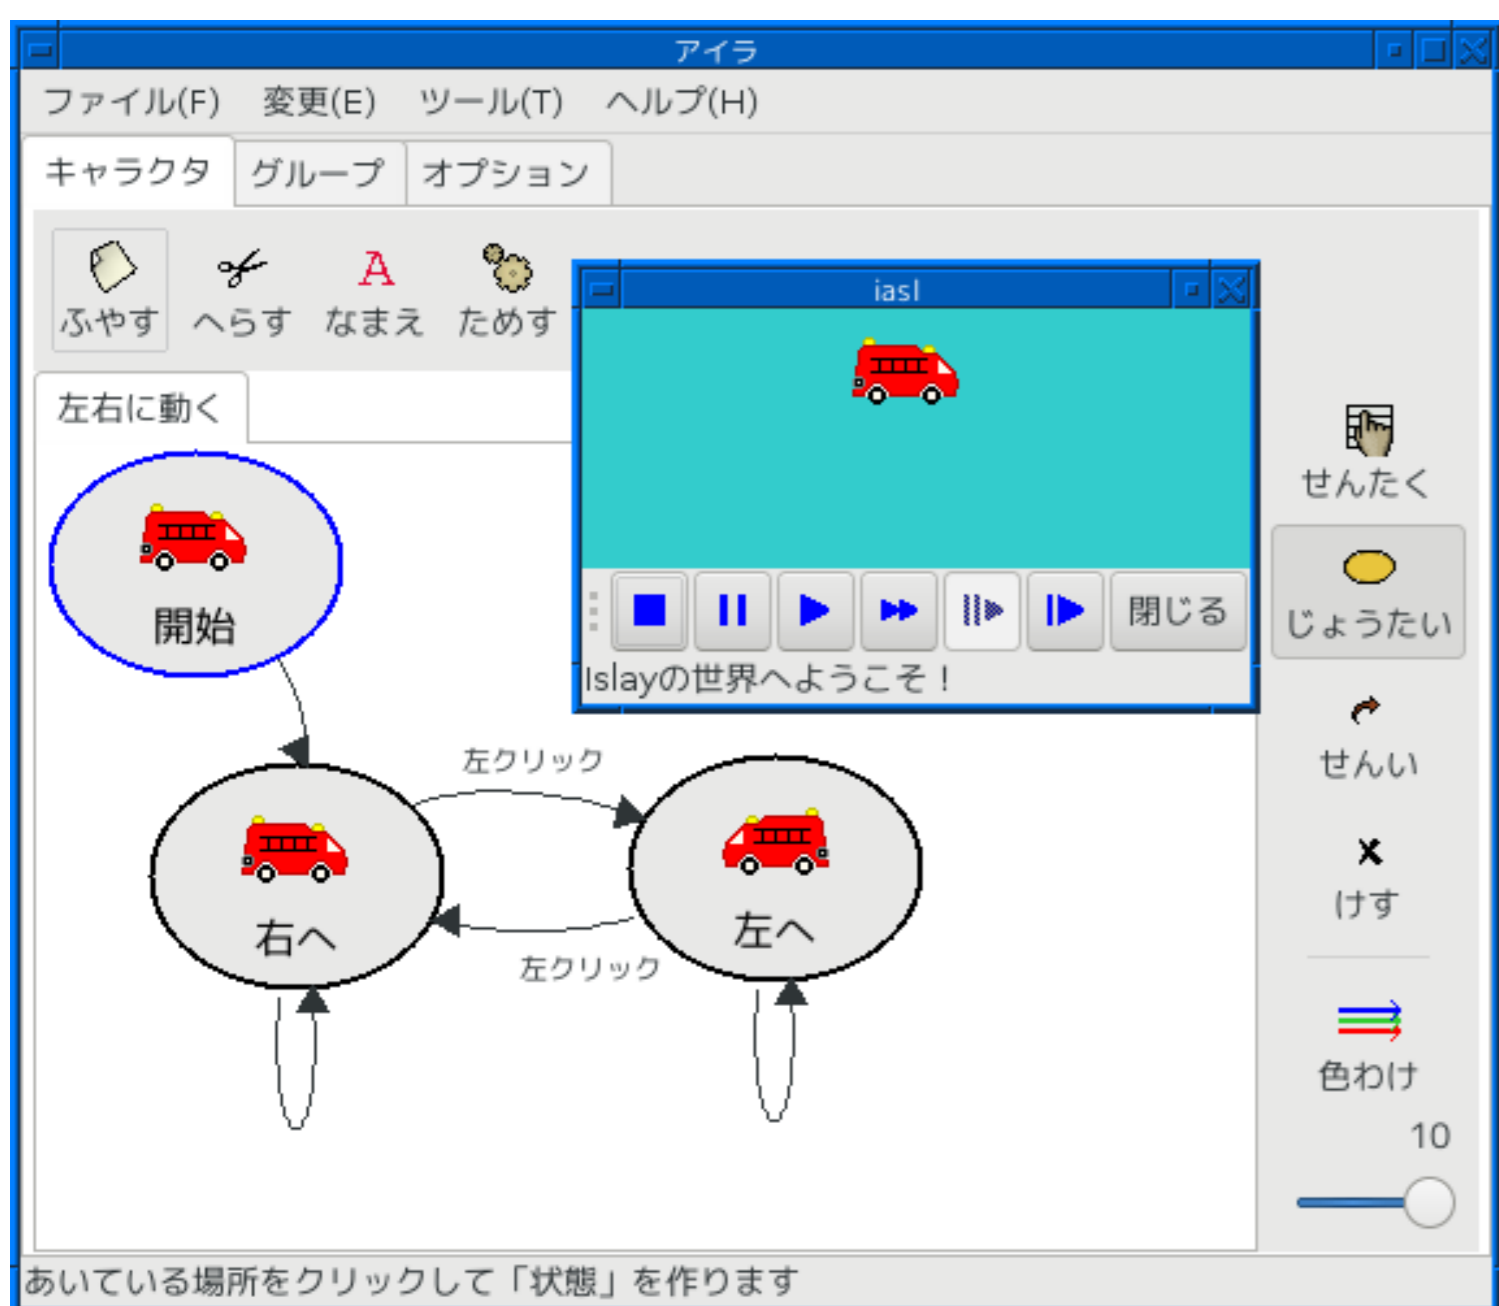 アイラ
ファイル(F) 変更(E) ツール(T) ヘルプ(H)
キャラクタ グループ オプション
ふやす へらす なまえ ためす
iasl
閉じる
Islayの世界へようこそ！
左右に動く
開始
左クリック
右へ
左へ
左クリック
せんたく
じょうたい
せんい
けす
色わけ
10
あいている場所をクリックして「状態」を作ります